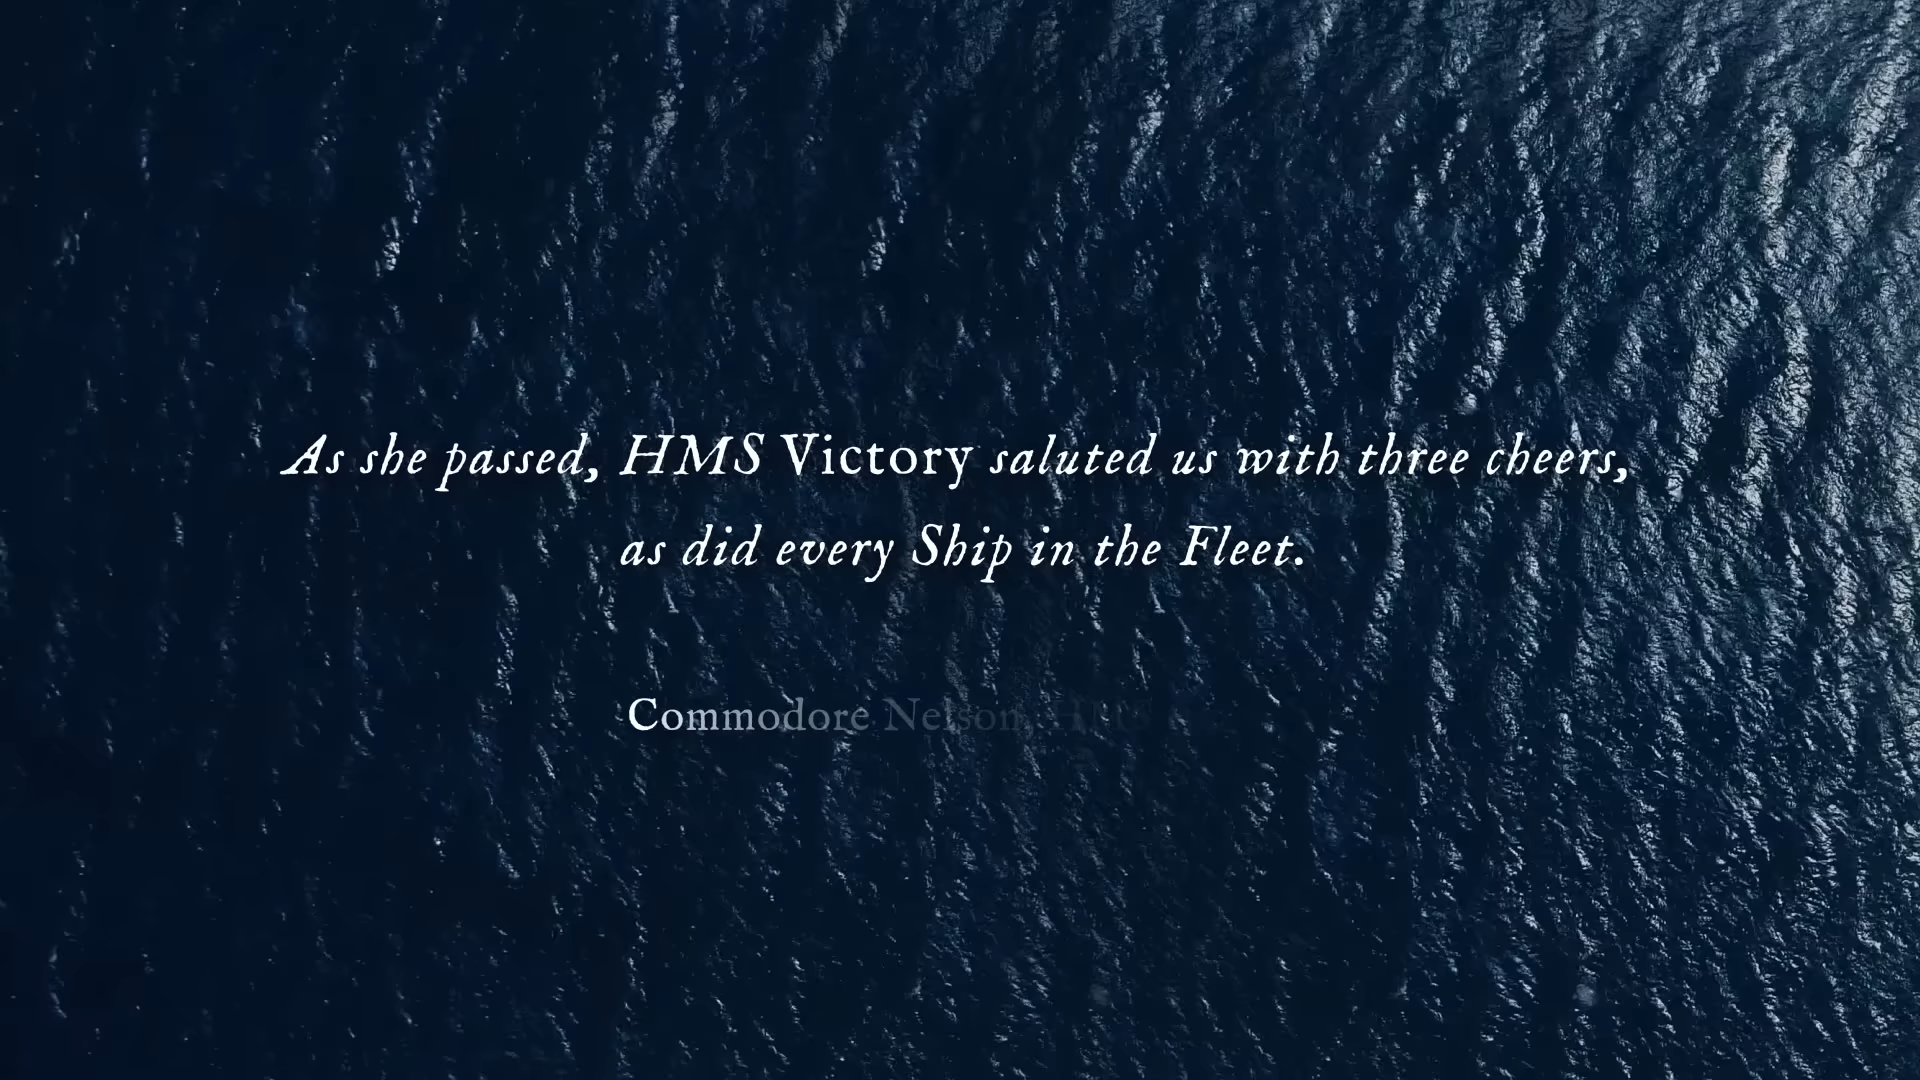 As she passed, HMS Victory saluted us with three cheers,
as did every Ship in the Fleet.
Commodore Nelson, HMS